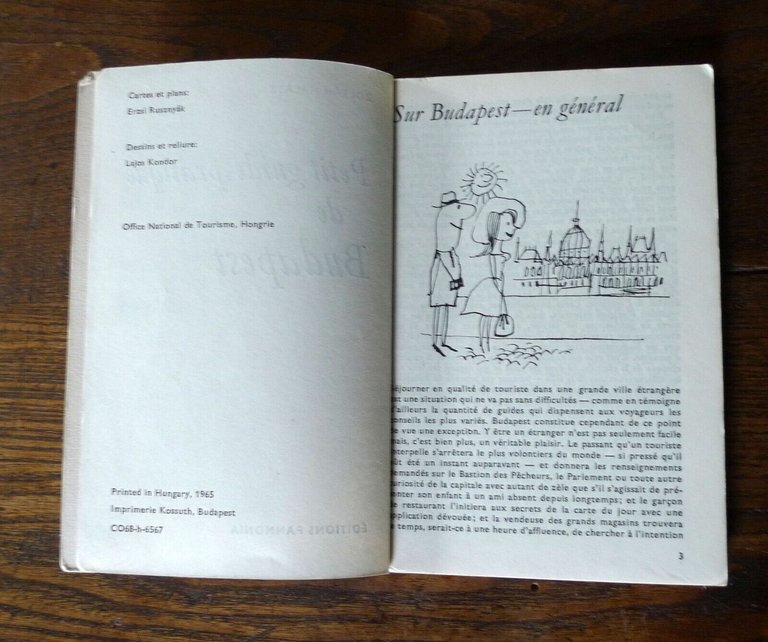 Cartes et plans:
Erzsi Rusznyák
Dessins et reliure:
Lajos Kondor
Office National de Tourisme, Hongrie
Printed in Hungary, 1965
Imprimerie Kossuth, Budapest
CO68-h-6567
Sur Budapest—en général
Séjourner en qualité de touriste dans une grande ville étrangère
est une situation qui ne va pas sans difficultés — comme en témoigne
d'ailleurs la quantité de guides qui dispensent aux voyageurs les
conseils les plus variés. Budapest constitue cependant de ce point
de vue une exception. Y être un étranger n'est pas seulement facile
mais, c'est bien plus, un véritable plaisir. Le passant qu'un touriste
interpelle s'arrêtera le plus volontiers du monde — si pressé qu'il
fût été un instant auparavant — et donnera les renseignements
demandés sur le Bastion des Pêcheurs, le Parlement ou toute autre
curiosité de la capitale avec autant de zèle que s'il s'agissait de pré-
senter son enfant à un ami absent depuis longtemps; et le garçon
de restaurant l'initiera aux secrets de la carte du jour avec une
application dévouée; et la vendeuse des grands magasins trouvera
le temps, serait-ce à une heure d'affluence, de chercher à l'intention
3
Petit guide
de
Budapest
EDITIONS PANNONIA